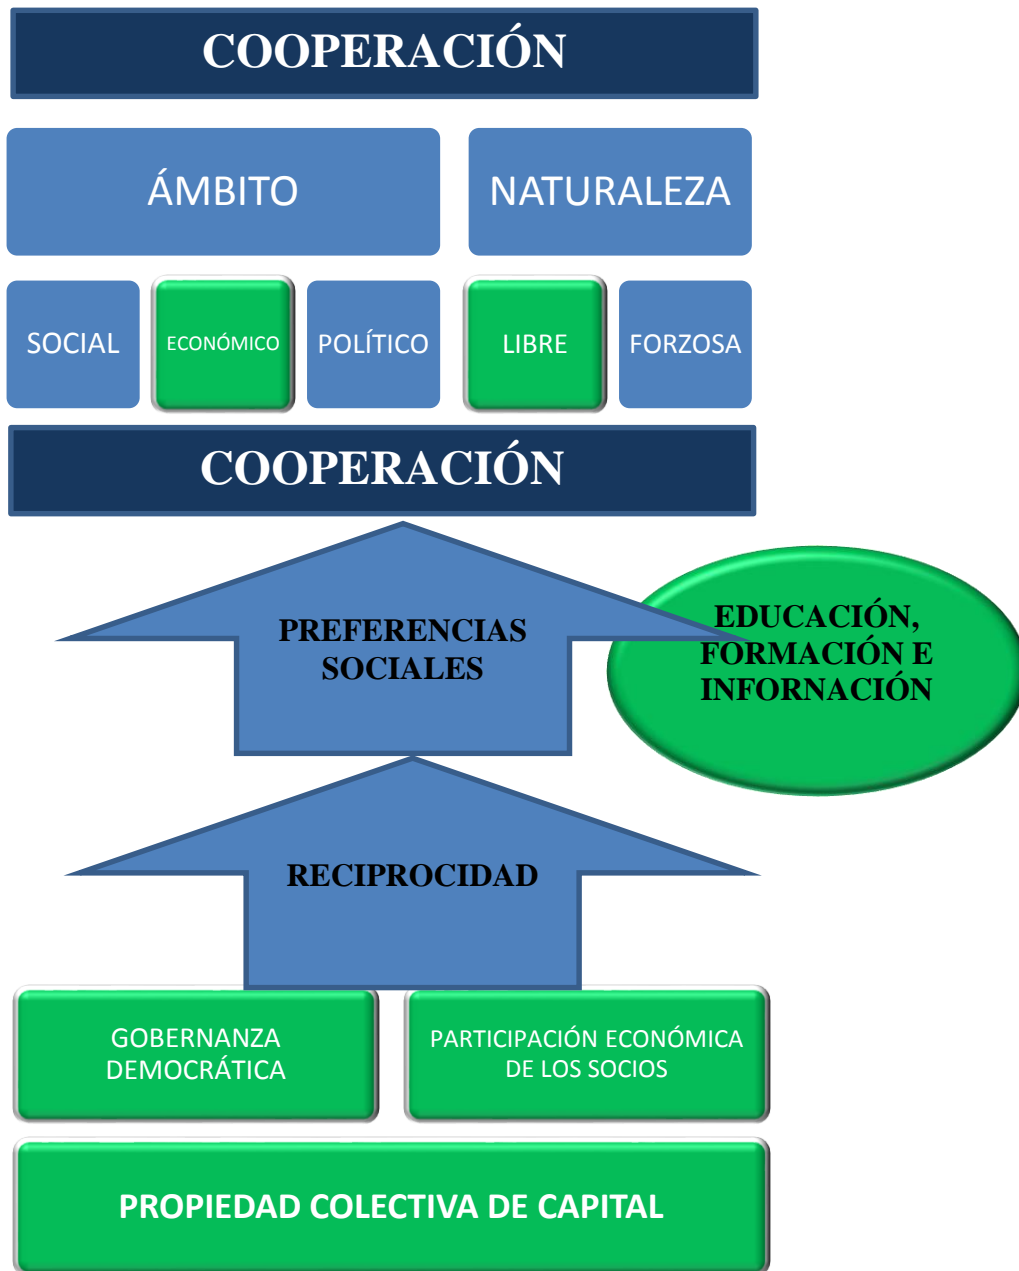 COOPERACIÓN
ÁMBITO
NATURALEZA
SOCIAL
ECONÓMICO
POLÍTICO
LIBRE
FORZOSA
COOPERACIÓN
PREFERENCIAS
SOCIALES
EDUCACIÓN,
FORMACIÓN E
INFORNACIÓN
RECIPROCIDAD
GOBERNANZA
DEMOCRÁTICA
PARTICIPACIÓN ECONÓMICA
DE LOS SOCIOS
PROPIEDAD COLECTIVA DE CAPITAL